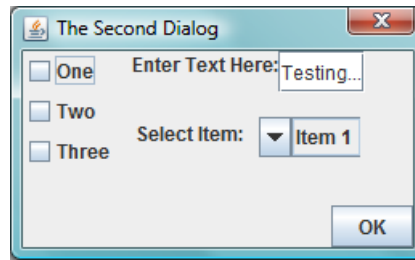 The Second Dialog
One Enter Text Here: Testing...
Two
Select Item: Item 1
Three
OK